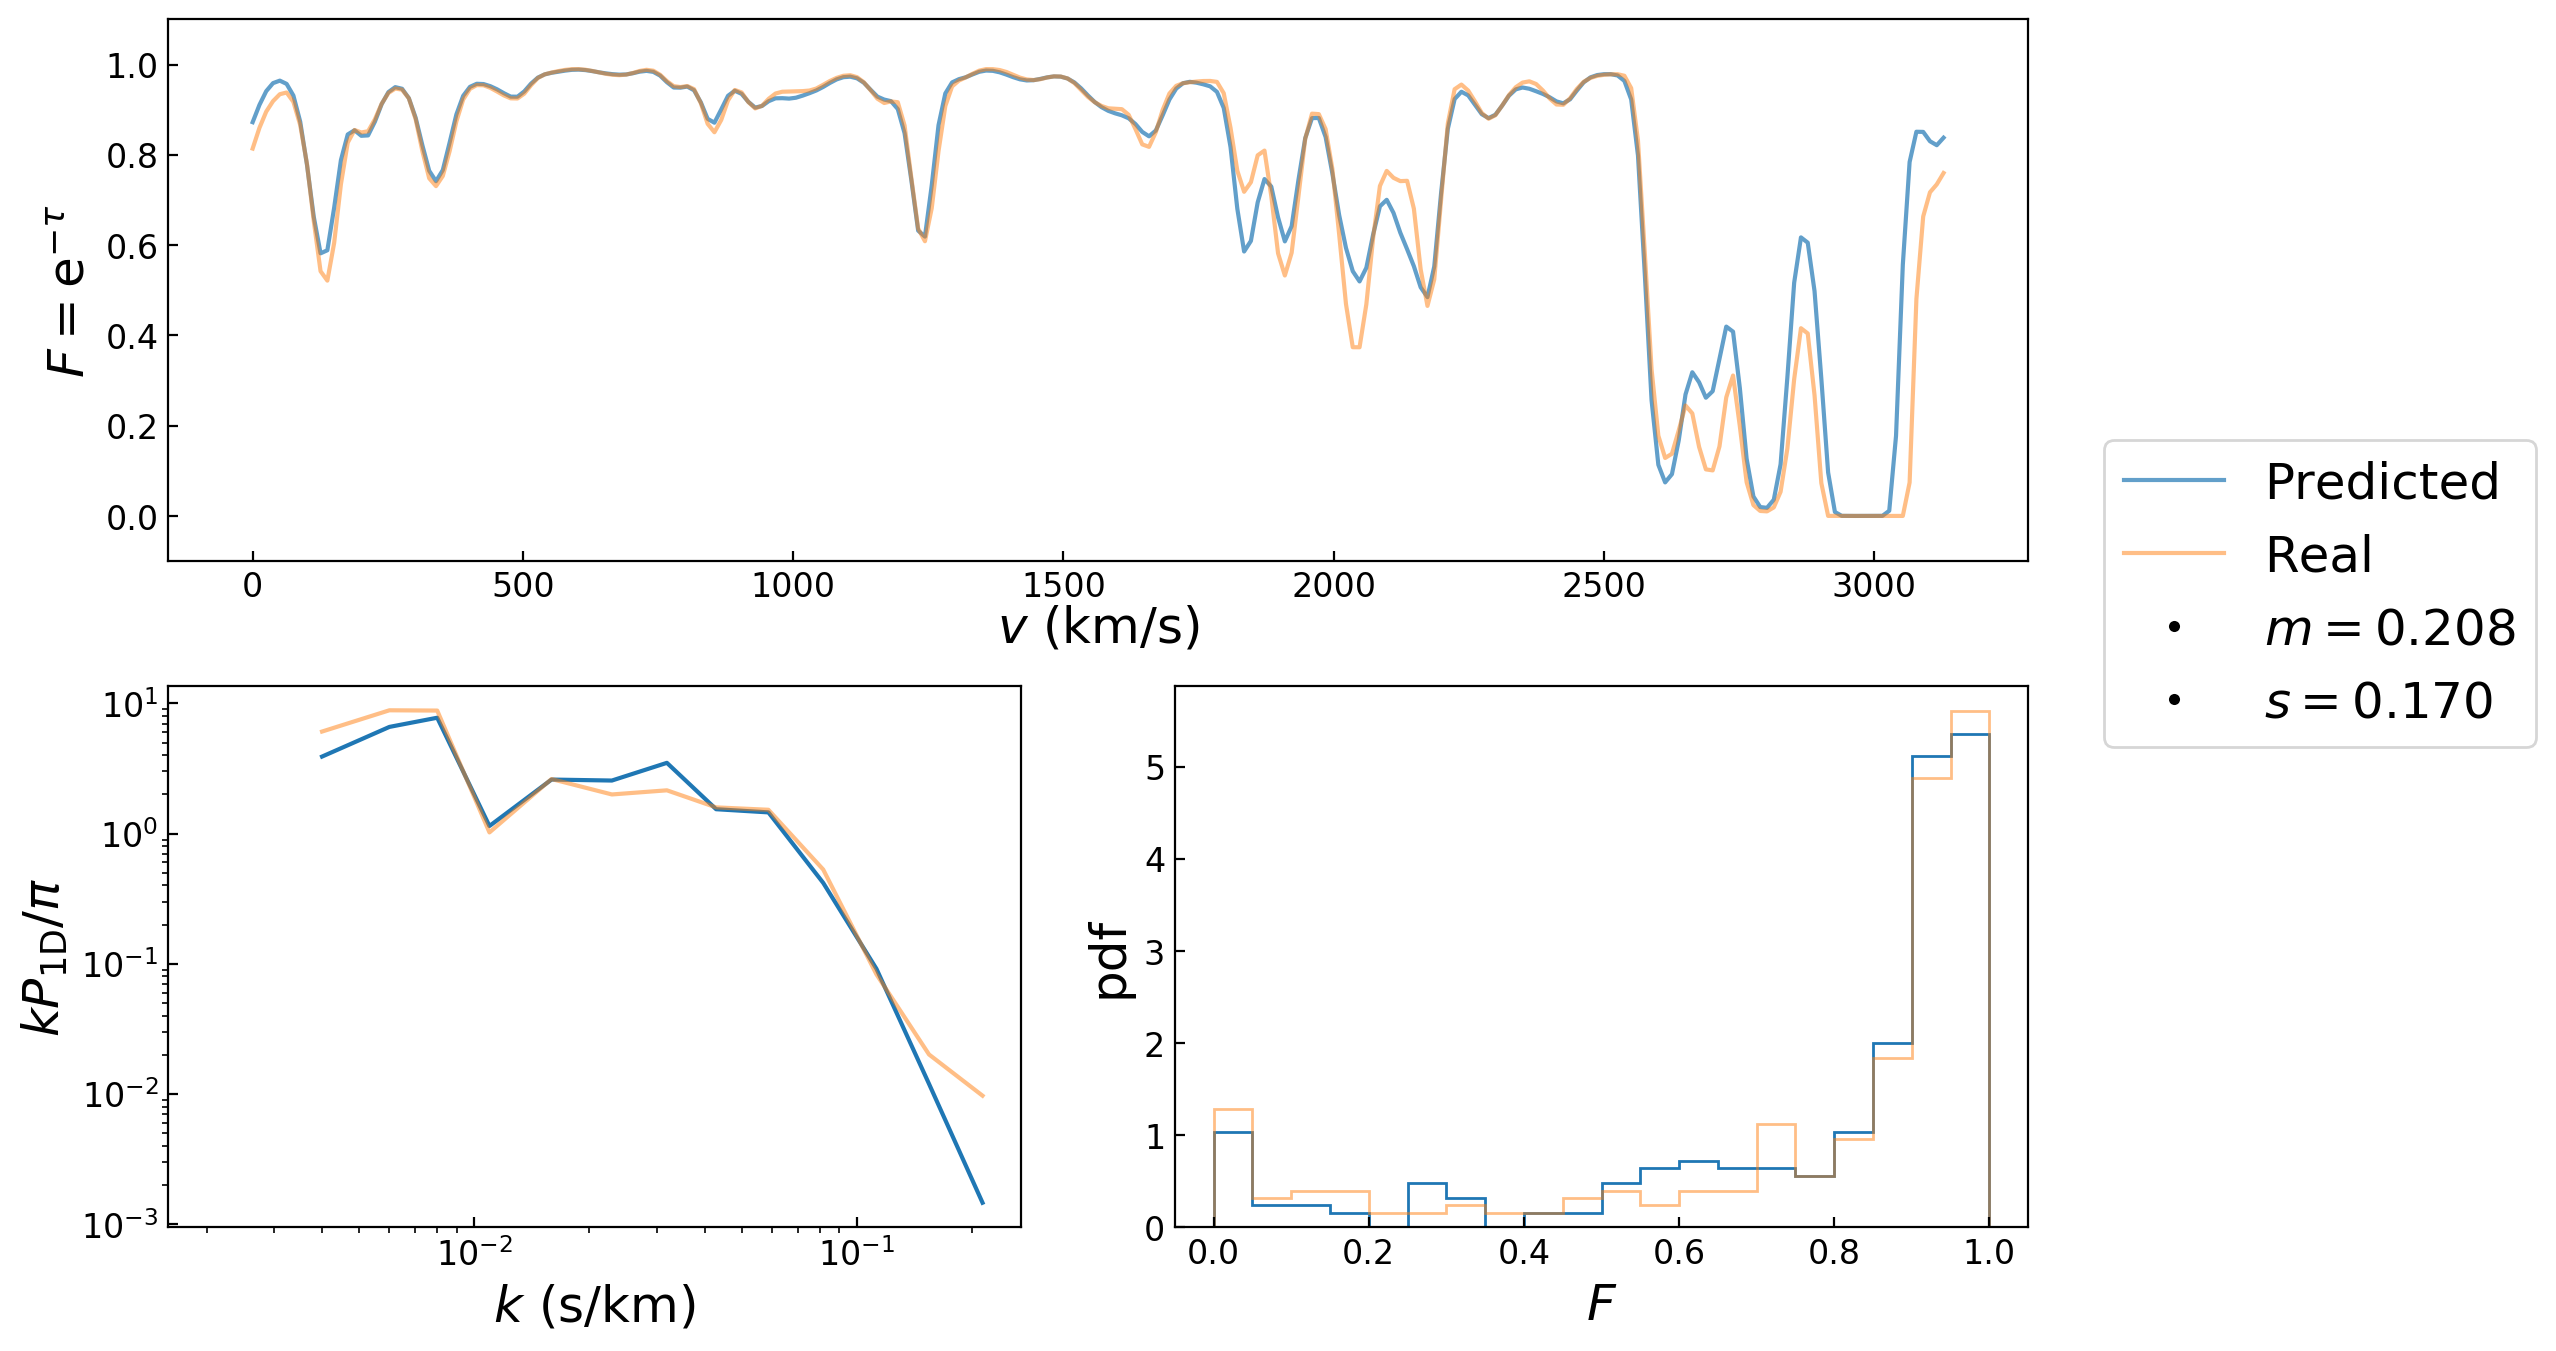 F = e^{−τ}
1.0
0.8
0.6
0.4
0.2
0.0
0 500 1000 1500 2000 2500 3000
v (km/s)
Predicted
Real
m = 0.208
s = 0.170
kP_{1D}/π
10^1
10^0
10^{−1}
10^{−2}
10^{−3}
10^{−2} 10^{−1}
k (s/km)
pdf
5
4
3
2
1
0
0.0 0.2 0.4 0.6 0.8 1.0
F